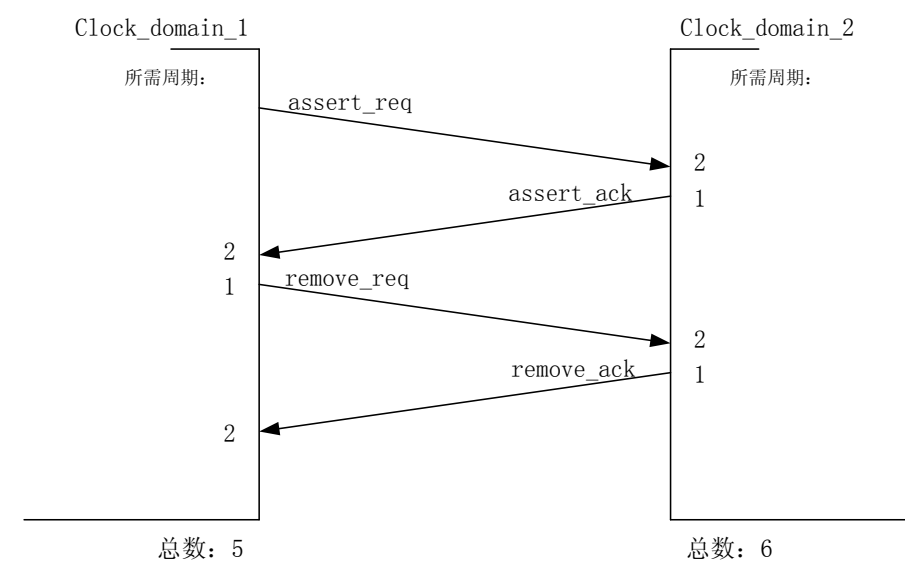 Clock_domain_1
Clock_domain_2
所需周期:
所需周期:
assert_req
2
assert_ack
1
2
1
remove_req
2
remove_ack
1
2
总数: 5
总数: 6